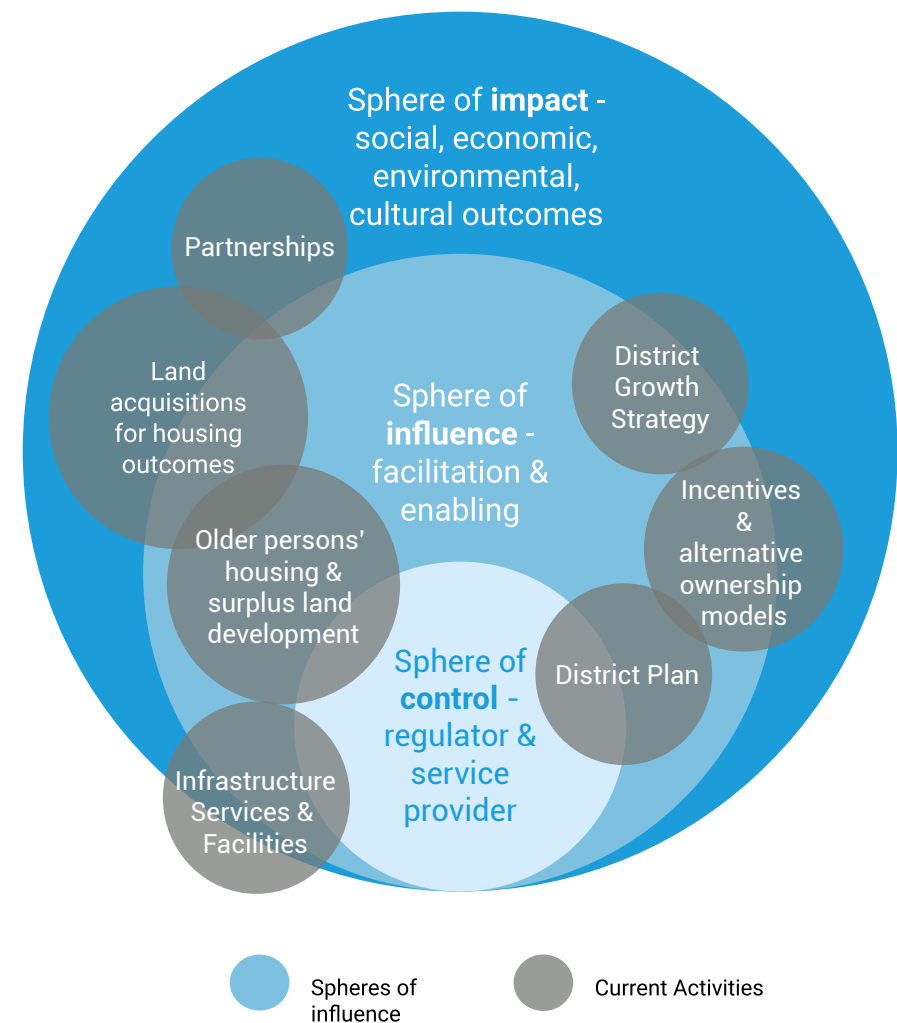 Sphere of impact -
social, economic,
environmental,
cultural outcomes
Partnerships
Land
acquisitions
for housing
outcomes
Sphere of
influence -
facilitation &
enabling
District
Growth
Strategy
Incentives
&
alternative
ownership
models
Older persons'
housing &
surplus land
development
Sphere of
control -
regulator &
service
provider
District Plan
Infrastructure
Services &
Facilities
Spheres of
influence
Current Activities